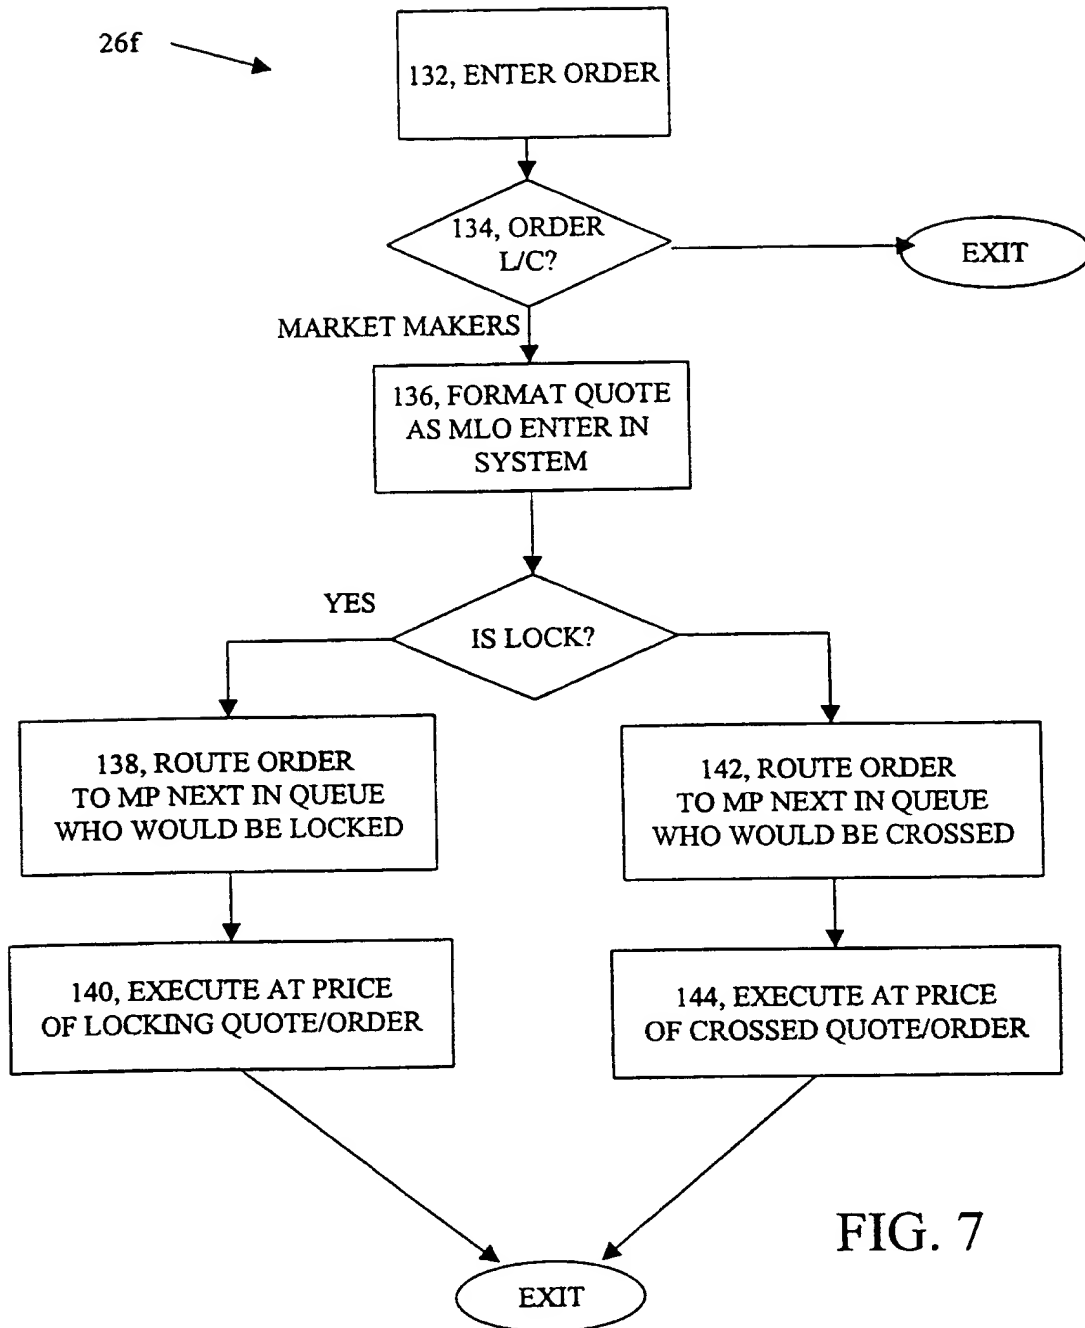 26f
132, ENTER ORDER
134, ORDER
L/C?
EXIT
MARKET MAKERS
136, FORMAT QUOTE
AS MLO ENTER IN
SYSTEM
YES
IS LOCK?
138, ROUTE ORDER
TO MP NEXT IN QUEUE
WHO WOULD BE LOCKED
142, ROUTE ORDER
TO MP NEXT IN QUEUE
WHO WOULD BE CROSSED
140, EXECUTE AT PRICE
OF LOCKING QUOTE/ORDER
144, EXECUTE AT PRICE
OF CROSSED QUOTE/ORDER
FIG. 7
EXIT